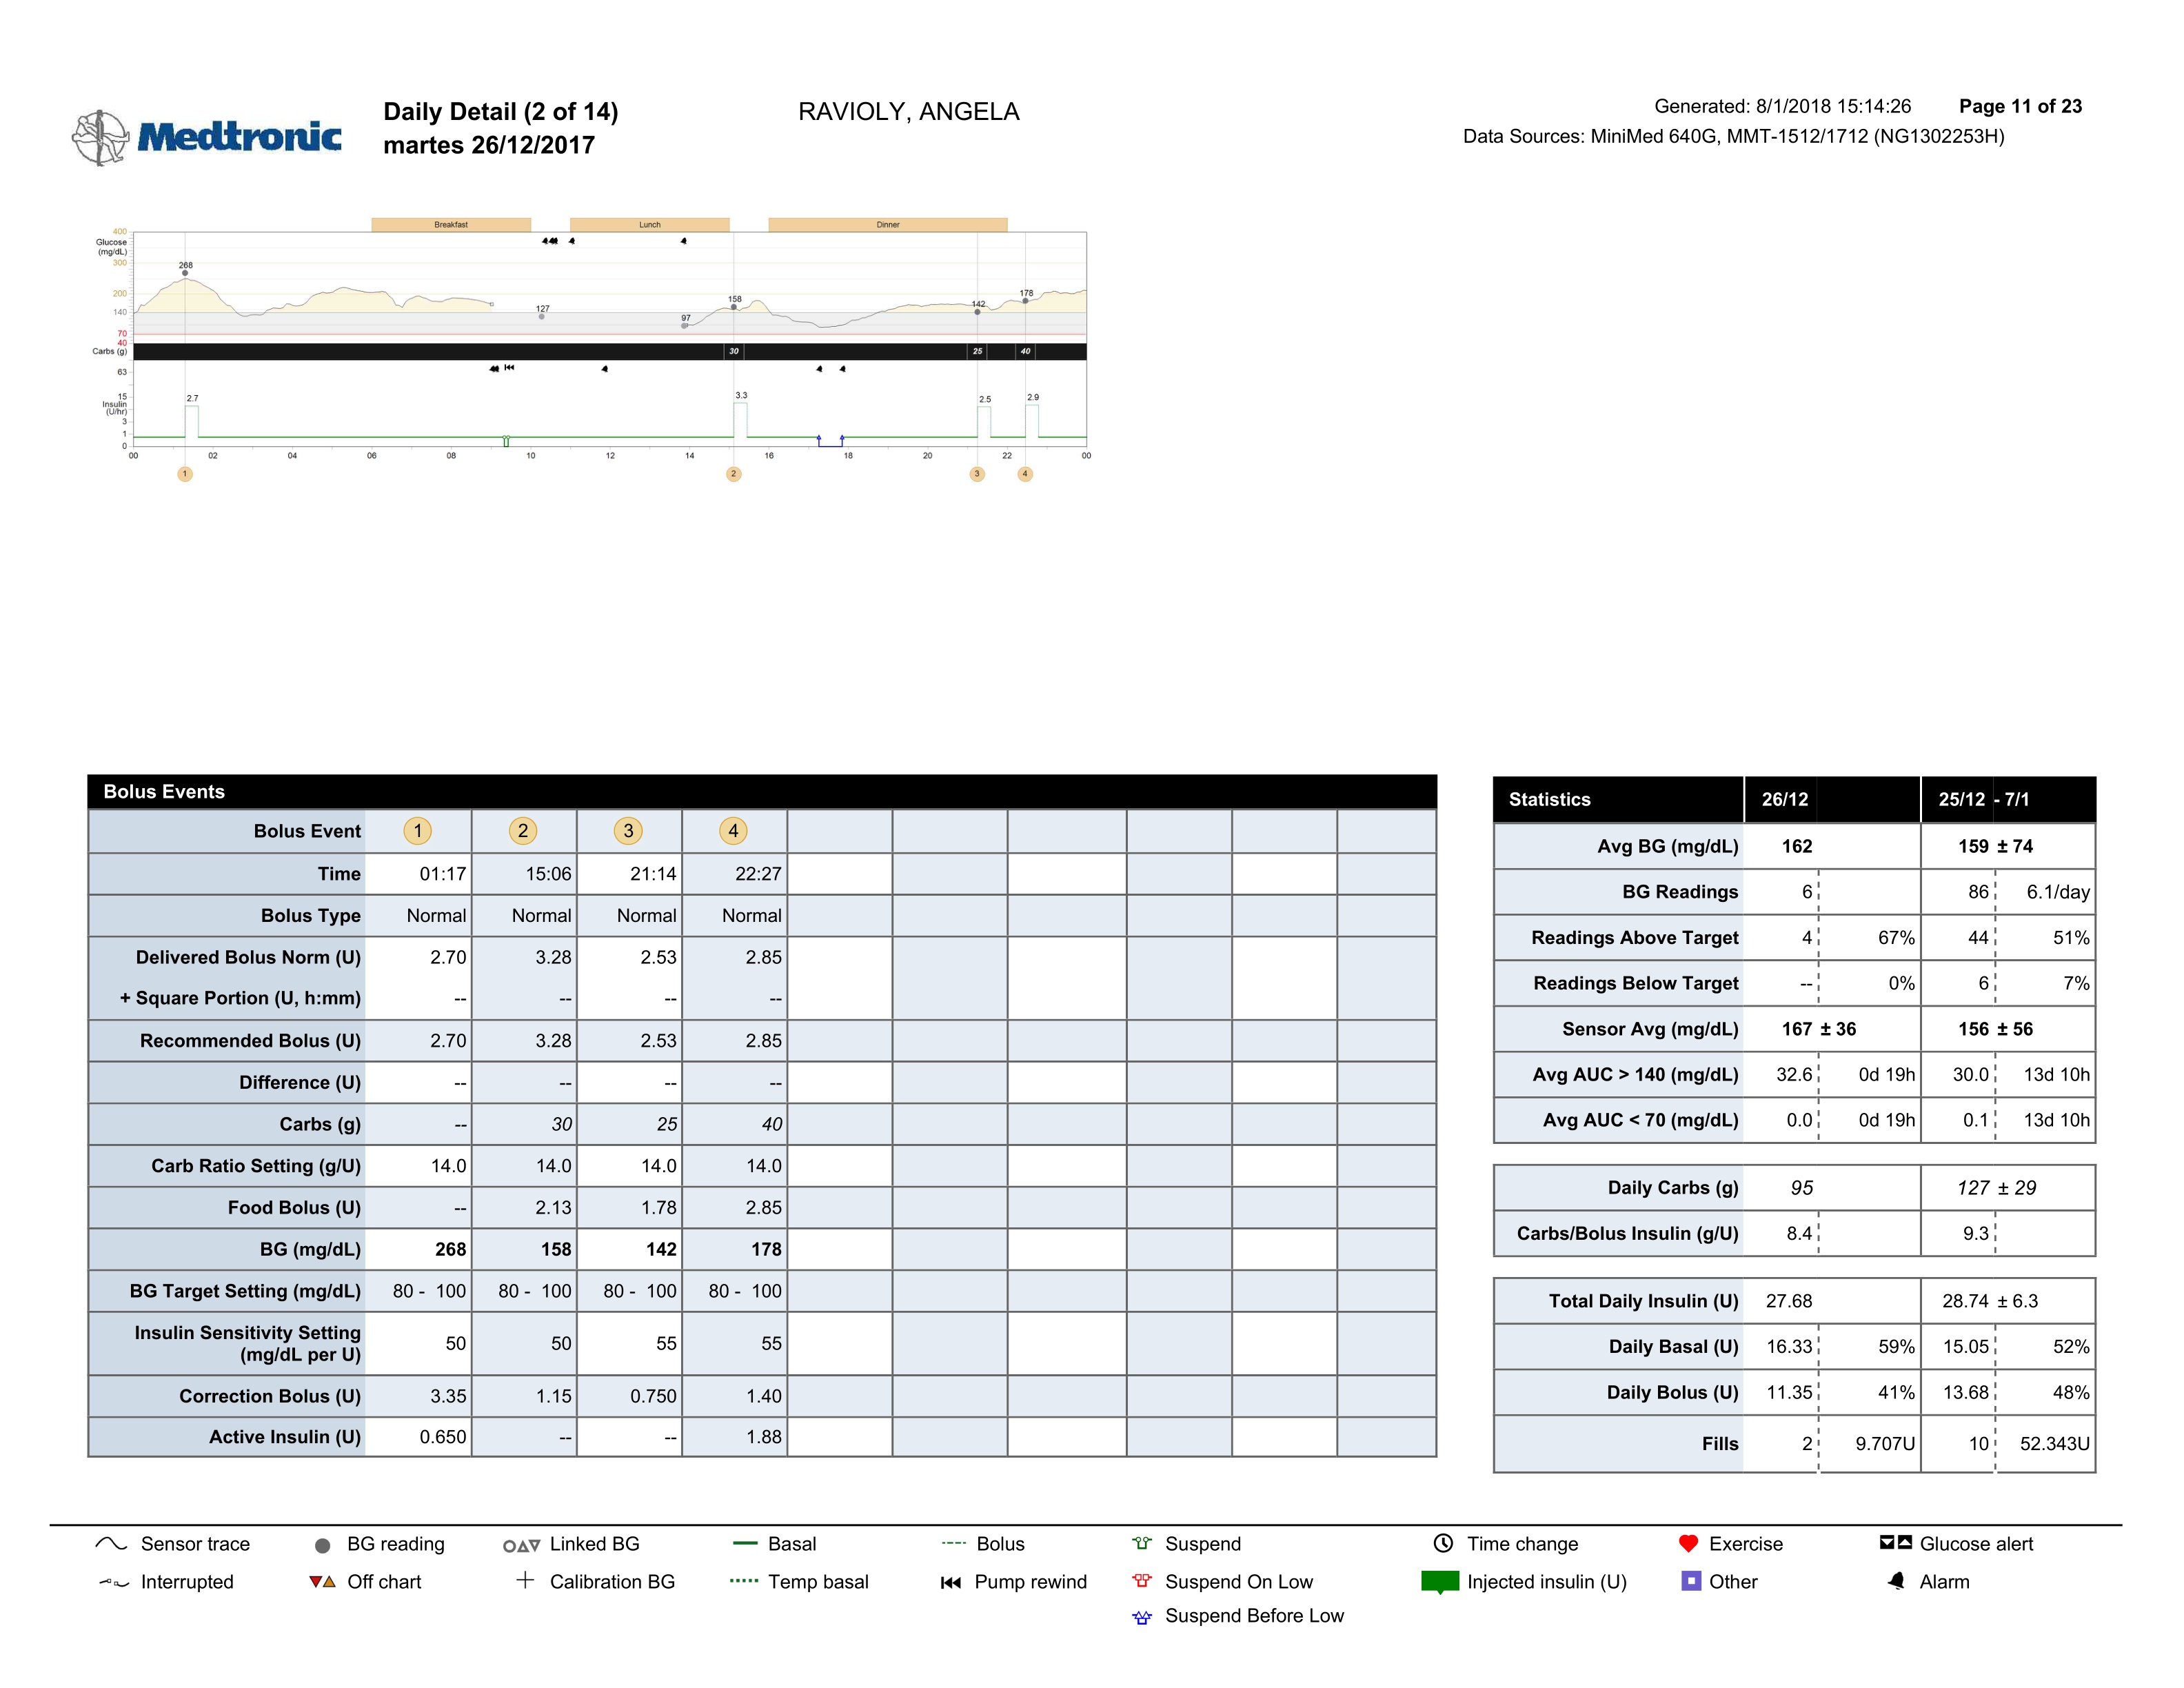 Medtronic
Daily Detail (2 of 14)
martes 26/12/2017
RAVIOLY, ANGELA
Generated: 8/1/2018 15:14:26 Page 11 of 23
Data Sources: MiniMed 640G, MMT-1512/1712 (NG1302253H)
Breakfast Lunch Dinner
400
Glucose
(mg/dL)
300
200
140
70
40
268 127 97 158 142 178
Carbs (g) 30 25 40
63
15
Insulin
(U/hr)
3
1
0
2.7 3.3 2.5 2.9
00 02 04 06 08 10 12 14 16 18 20 22 00
1 2 3 4
Bolus Events
Bolus Event 1 2 3 4
Time 01:17 15:06 21:14 22:27
Bolus Type Normal Normal Normal Normal
Delivered Bolus Norm (U) 2.70 3.28 2.53 2.85
+ Square Portion (U, h:mm) -- -- -- --
Recommended Bolus (U) 2.70 3.28 2.53 2.85
Difference (U) -- -- -- --
Carbs (g) -- 30 25 40
Carb Ratio Setting (g/U) 14.0 14.0 14.0 14.0
Food Bolus (U) -- 2.13 1.78 2.85
BG (mg/dL) 268 158 142 178
BG Target Setting (mg/dL) 80 - 100 80 - 100 80 - 100 80 - 100
Insulin Sensitivity Setting
(mg/dL per U) 50 50 55 55
Correction Bolus (U) 3.35 1.15 0.750 1.40
Active Insulin (U) 0.650 -- -- 1.88
Statistics 26/12 25/12 - 7/1
Avg BG (mg/dL) 162 159 ± 74
BG Readings 6 86 6.1/day
Readings Above Target 4 67% 44 51%
Readings Below Target -- 0% 6 7%
Sensor Avg (mg/dL) 167 ± 36 156 ± 56
Avg AUC > 140 (mg/dL) 32.6 0d 19h 30.0 13d 10h
Avg AUC < 70 (mg/dL) 0.0 0d 19h 0.1 13d 10h
Daily Carbs (g) 95 127 ± 29
Carbs/Bolus Insulin (g/U) 8.4 9.3
Total Daily Insulin (U) 27.68 28.74 ± 6.3
Daily Basal (U) 16.33 59% 15.05 52%
Daily Bolus (U) 11.35 41% 13.68 48%
Fills 2 9.707U 10 52.343U
Sensor trace BG reading Linked BG Basal Bolus Suspend Time change Exercise Glucose alert
Interrupted Off chart Calibration BG Temp basal Pump rewind Suspend On Low Injected insulin (U) Other Alarm
Suspend Before Low